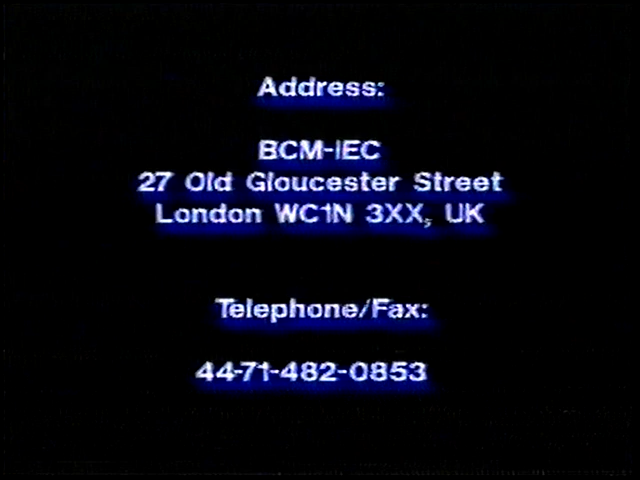 Address:
BCM-IEC
27 Old Gloucester Street
London WC1N 3XX, UK
Telephone/Fax:
44-71-482-0853